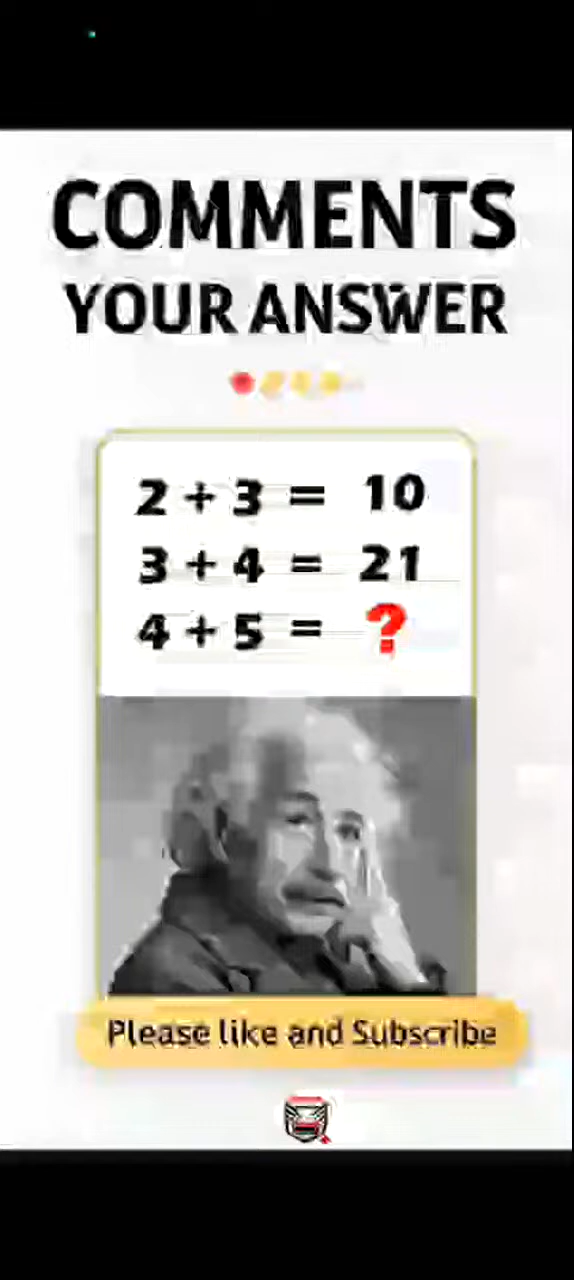 COMMENTS
YOUR ANSWER
2 + 3 = 10
3 + 4 = 21
4 + 5 = ?
Please like and Subscribe